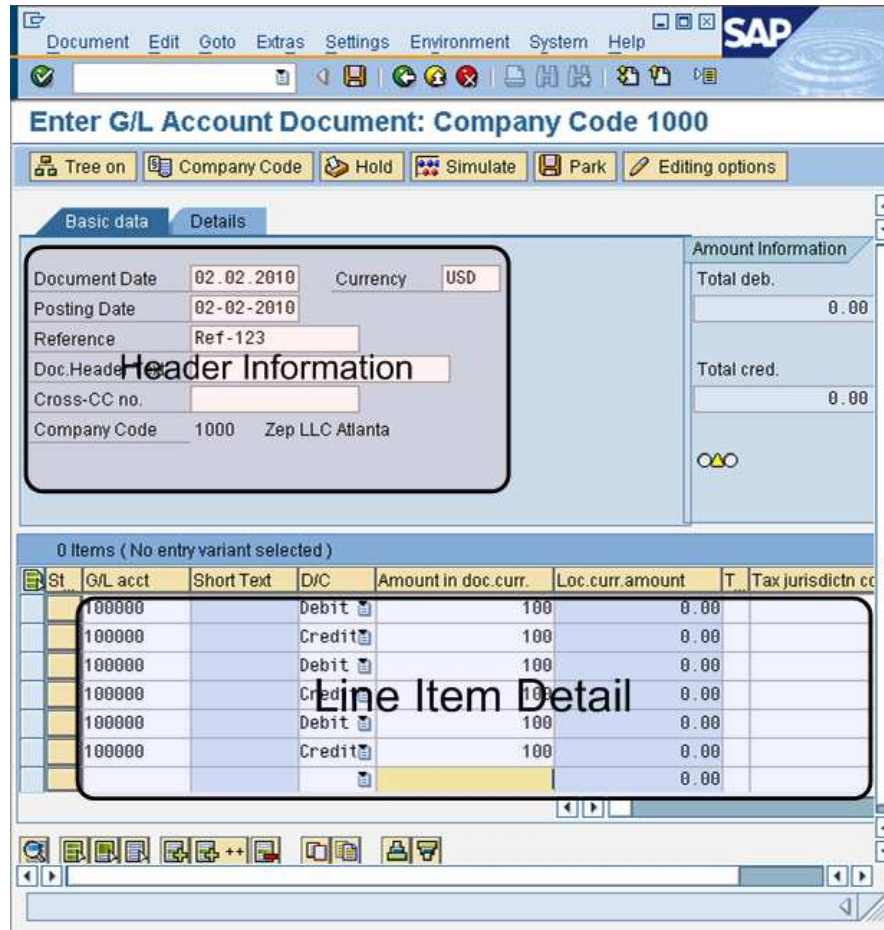 Document Edit Goto Extras Settings Environment System Help
SAP
Enter G/L Account Document: Company Code 1000
Tree on Company Code Hold Simulate Park Editing options
Basic data Details
Amount Information
Document Date 02.02.2010 Currency USD
Total deb.
Posting Date 02-02-2010
0.00
Reference Ref-123
Doc.Header
Header Information
Total cred.
Cross-CC no.
0.00
Company Code 1000 Zep LLC Atlanta
0 Items ( No entry variant selected )
St... G/L acct Short Text D/C Amount in doc.curr. Loc.curr.amount T... Tax jurisdictn
100000 Debit 100 0.00
100000 Credit 100 0.00
100000 Debit 100 0.00
100000 Credit 100 0.00
Line Item Detail
100000 Debit 100 0.00
100000 Credit 100 0.00
0.00